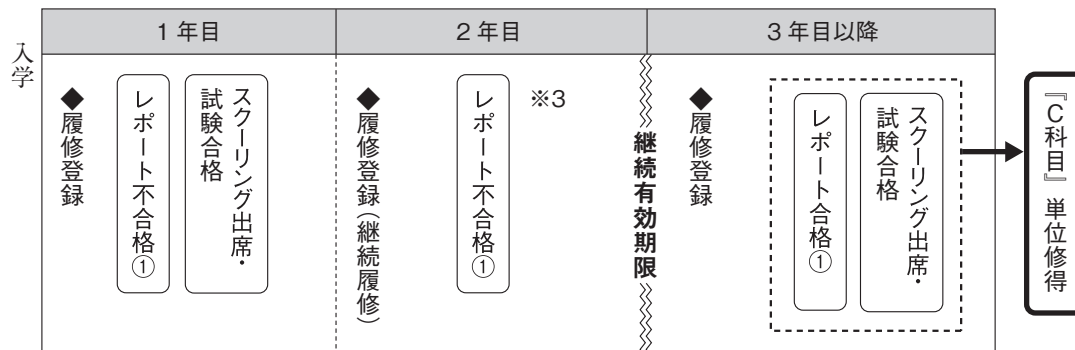 入学
1年目
◆履修登録
レポート不合格①
スクーリング出席・
試験合格
2年目
◆履修登録(継続履修)
レポート不合格①
※3
継続有効期限
3年目以降
◆履修登録
レポート合格①
スクーリング出席・
試験合格
『C科目』単位修得